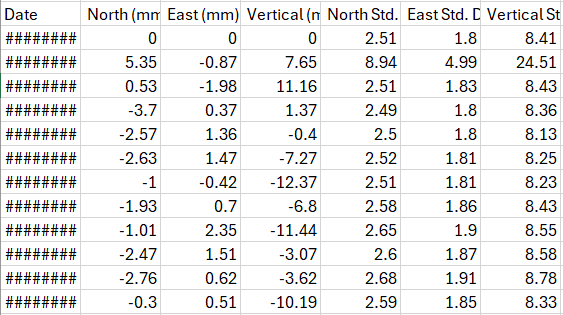 Date North (mm East (mm) Vertical (m North Std. East Std. D Vertical St
######## 0 0 0 2.51 1.8 8.41
######## 5.35 -0.87 7.65 8.94 4.99 24.51
######## 0.53 -1.98 11.16 2.51 1.83 8.43
######## -3.7 0.37 1.37 2.49 1.8 8.36
######## -2.57 1.36 -0.4 2.5 1.8 8.13
######## -2.63 1.47 -7.27 2.52 1.81 8.25
######## -1 -0.42 -12.37 2.51 1.81 8.23
######## -1.93 0.7 -6.8 2.58 1.86 8.43
######## -1.01 2.35 -11.44 2.65 1.9 8.55
######## -2.47 1.51 -3.07 2.6 1.87 8.58
######## -2.76 0.62 -3.62 2.68 1.91 8.78
######## -0.3 0.51 -10.19 2.59 1.85 8.33